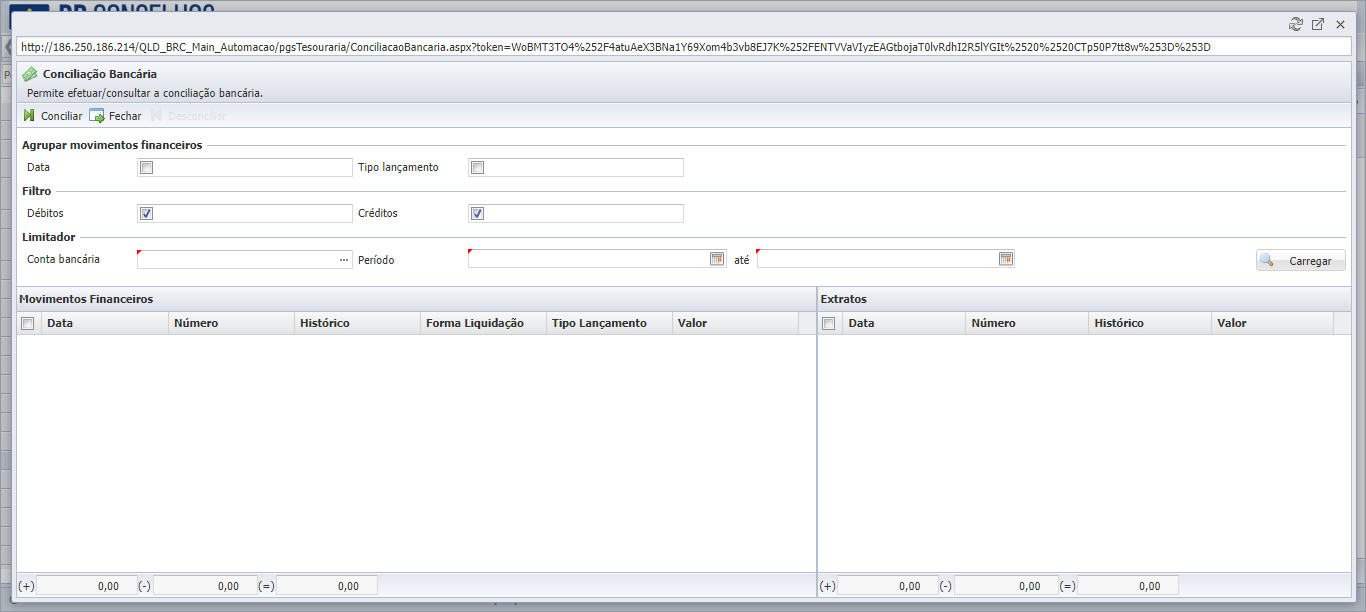 http://186.250.186.214/QLD_BRC_Main_Automacao/pgsTesouraria/ConciliacaoBancaria.aspx?token=WoBMT3TO4%252F4atuAeX3BNa1Y69Xom4b3vb8EJ7K%252FENTVVaVIyzEAGtbojaT0lvRdhI2R5lYGIt%2520%2520CTp50P7tt8w%253D%253D
Conciliação Bancária
Permite efetuar/consultar a conciliação bancária.
Conciliar Fechar Desconciliar
Agrupar movimentos financeiros
Data Tipo lançamento
Filtro
Débitos Créditos
Limitador
Conta bancária ... Período até Carregar
Movimentos Financeiros Extratos
Data Número Histórico Forma Liquidação Tipo Lançamento Valor Data Número Histórico Valor
(+) 0,00 (-) 0,00 (=) 0,00 (+) 0,00 (-) 0,00 (=) 0,00